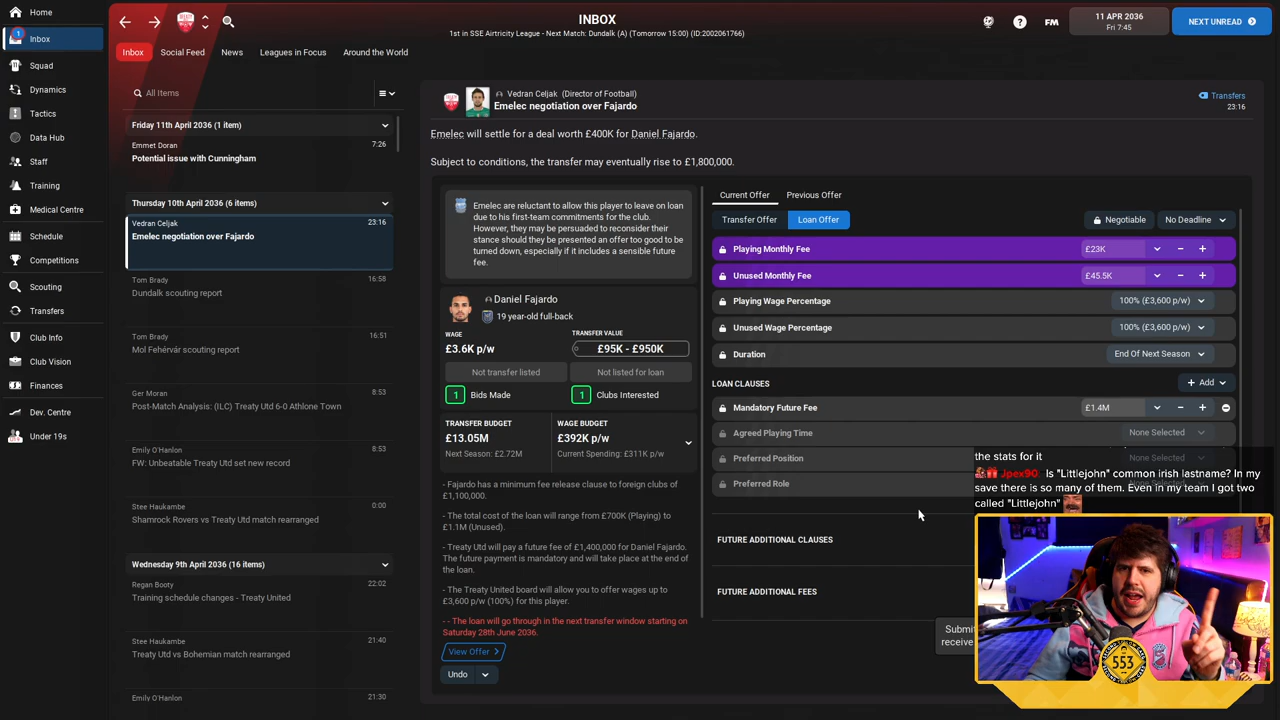 Home
Inbox
1
Squad
Dynamics
Tactics
Data Hub
Staff
Training
Medical Centre
Schedule
Competitions
Scouting
Transfers
Club Info
Club Vision
Finances
Dev. Centre
Under 19s
INBOX
1st in SSE Airtricity League - Next Match: Dundalk (A) (Tomorrow 15:00) (ID:2002061766)
FM
11 APR 2036
Fri 7:45
NEXT UNREAD
Inbox
Social Feed
News
Leagues in Focus
Around the World
All Items
Friday 11th April 2036 (1 item)
Emmet Doran 7:26
Potential issue with Cunningham
Thursday 10th April 2036 (6 items)
Vedran Celjak 23:16
Emelec negotiation over Fajardo
Tom Brady 16:58
Dundalk scouting report
Tom Brady 16:51
Mol Fehérvár scouting report
Ger Moran 8:53
Post-Match Analysis: (ILC) Treaty Utd 6-0 Athlone Town
Emily O'Hanlon 8:53
FW: Unbeatable Treaty Utd set new record
Stee Haukambe 0:00
Shamrock Rovers vs Treaty Utd match rearranged
Wednesday 9th April 2036 (16 items)
Regan Booty 22:02
Training schedule changes - Treaty United
Stee Haukambe 21:40
Treaty Utd vs Bohemian match rearranged
Emily O'Hanlon 21:30
Vedran Celjak (Director of Football)
Emelec negotiation over Fajardo
Transfers
23:16
Emelec will settle for a deal worth £400K for Daniel Fajardo.
Subject to conditions, the transfer may eventually rise to £1,800,000.
Emelec are reluctant to allow this player to leave on loan
due to his first-team commitments for the club.
However, they may be persuaded to reconsider their
stance should they be presented an offer too good to be
turned down, especially if it includes a sensible future
fee.
Daniel Fajardo
19 year-old full-back
WAGE
£3.6K p/w
TRANSFER VALUE
£95K - £950K
Not transfer listed
Not listed for loan
1 Bids Made
1 Clubs Interested
TRANSFER BUDGET
£13.05M
Next Season: £2.72M
WAGE BUDGET
£392K p/w
Current Spending: £311K p/w
- Fajardo has a minimum fee release clause to foreign clubs of
£1,100,000.
- The total cost of the loan will range from £700K (Playing) to
£1.1M (Unused).
- Treaty Utd will pay a future fee of £1,400,000 for Daniel Fajardo.
The future payment is mandatory and will take place at the end of
the loan.
- The Treaty United board will allow you to offer wages up to
£3,600 p/w (100%) for this player.
- - The loan will go through in the next transfer window starting on
Saturday 28th June 2036.
View Offer
Undo
Current Offer
Previous Offer
Transfer Offer
Loan Offer
Negotiable
No Deadline
Playing Monthly Fee £23K
Unused Monthly Fee £45.5K
Playing Wage Percentage 100% (£3,600 p/w)
Unused Wage Percentage 100% (£3,600 p/w)
Duration End Of Next Season
LOAN CLAUSES
Add
Mandatory Future Fee £1.4M
Agreed Playing Time None Selected
Preferred Position None Selected
Preferred Role
FUTURE ADDITIONAL CLAUSES
FUTURE ADDITIONAL FEES
Submit
receive
the stats for it
Jpex90: Is "Littlejohn" common irish lastname? In my
save there is so many of them. Even in my team I got two
called "Littlejohn"
553